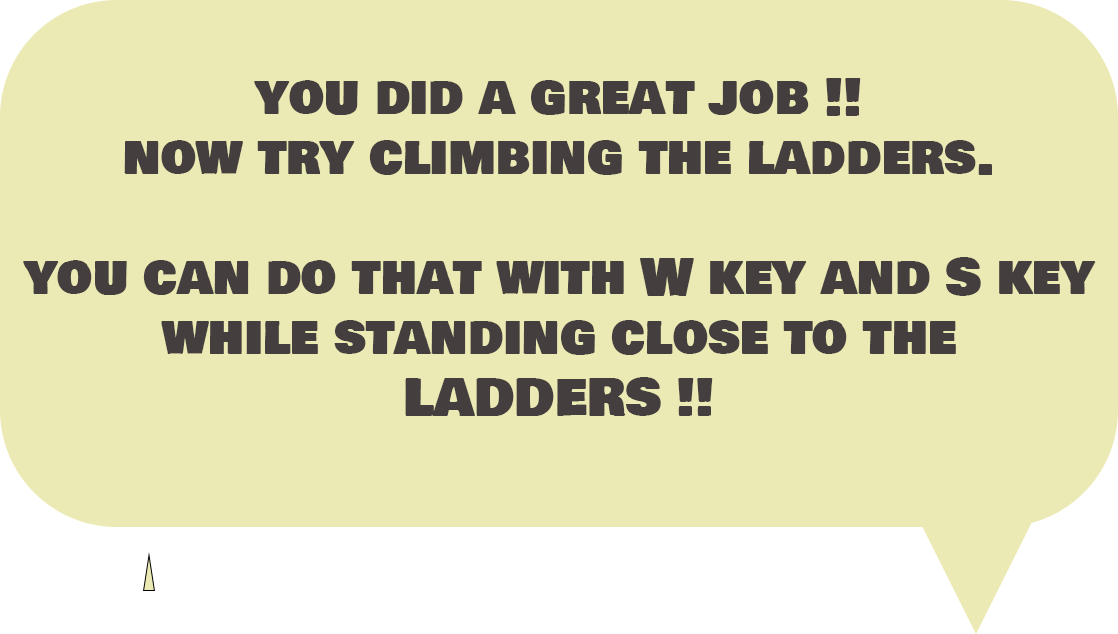 YOU DID A GREAT JOB !!
NOW TRY CLIMBING THE LADDERS.
YOU CAN DO THAT WITH W KEY AND S KEY
WHILE STANDING CLOSE TO THE
LADDERS !!